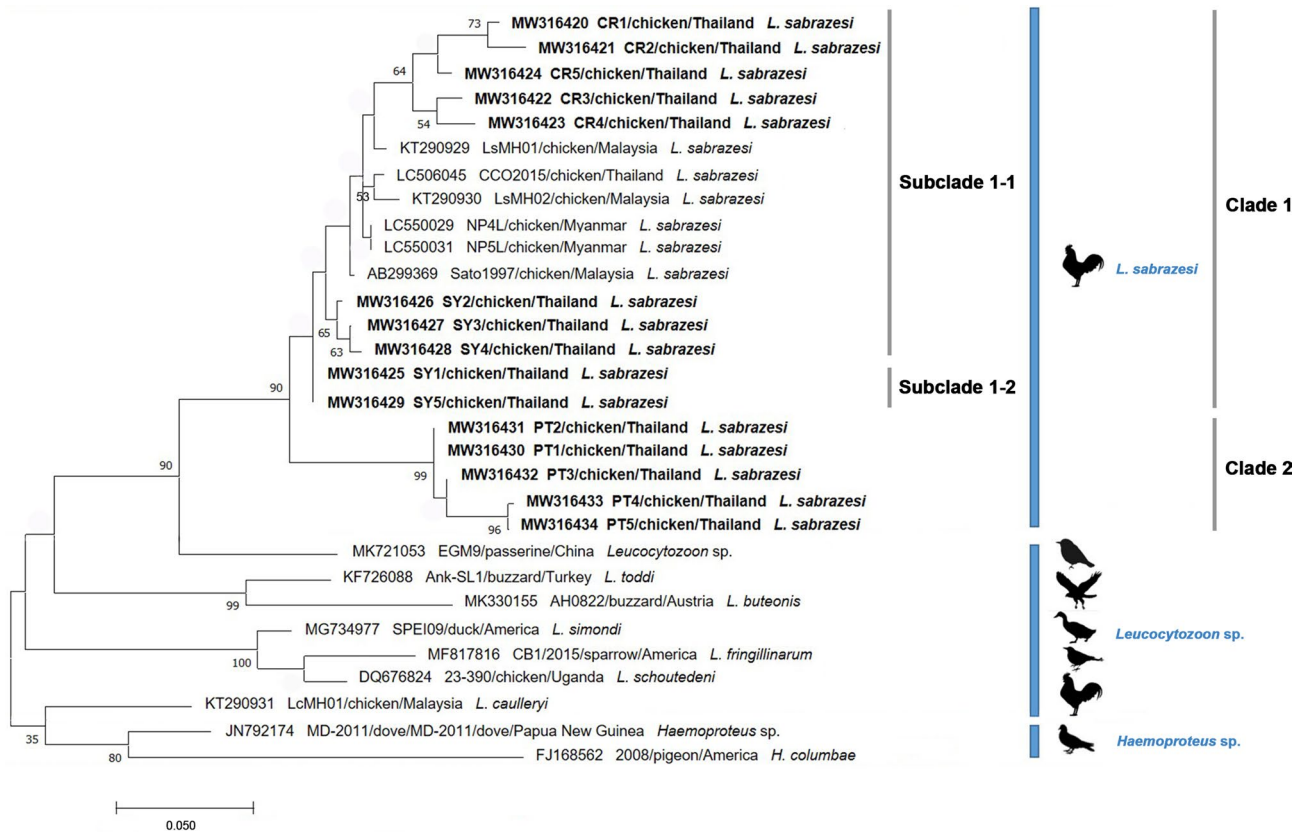 73
MW316420 CR1/chicken/Thailand L. sabrazesi
MW316421 CR2/chicken/Thailand L. sabrazesi
64
MW316424 CR5/chicken/Thailand L. sabrazesi
MW316422 CR3/chicken/Thailand L. sabrazesi
54
MW316423 CR4/chicken/Thailand L. sabrazesi
KT290929 LsMH01/chicken/Malaysia L. sabrazesi
LC506045 CCO2015/chicken/Thailand L. sabrazesi
Subclade 1-1
53
KT290930 LsMH02/chicken/Malaysia L. sabrazesi
Clade 1
LC550029 NP4L/chicken/Myanmar L. sabrazesi
LC550031 NP5L/chicken/Myanmar L. sabrazesi
L. sabrazesi
AB299369 Sato1997/chicken/Malaysia L. sabrazesi
MW316426 SY2/chicken/Thailand L. sabrazesi
65
MW316427 SY3/chicken/Thailand L. sabrazesi
63
MW316428 SY4/chicken/Thailand L. sabrazesi
MW316425 SY1/chicken/Thailand L. sabrazesi
90
Subclade 1-2
MW316429 SY5/chicken/Thailand L. sabrazesi
MW316431 PT2/chicken/Thailand L. sabrazesi
MW316430 PT1/chicken/Thailand L. sabrazesi
90
99
MW316432 PT3/chicken/Thailand L. sabrazesi
Clade 2
MW316433 PT4/chicken/Thailand L. sabrazesi
96
MW316434 PT5/chicken/Thailand L. sabrazesi
MK721053 EGM9/passerine/China Leucocytozoon sp.
KF726088 Ank-SL1/buzzard/Turkey L. toddi
99
MK330155 AH0822/buzzard/Austria L. buteonis
MG734977 SPEI09/duck/America L. simondi
Leucocytozoon sp.
MF817816 CB1/2015/sparrow/America L. fringillinarum
100
DQ676824 23-390/chicken/Uganda L. schoutedeni
KT290931 LcMH01/chicken/Malaysia L. caulleryi
JN792174 MD-2011/dove/MD-2011/dove/Papua New Guinea Haemoproteus sp.
35
Haemoproteus sp.
80
FJ168562 2008/pigeon/America H. columbae
0.050